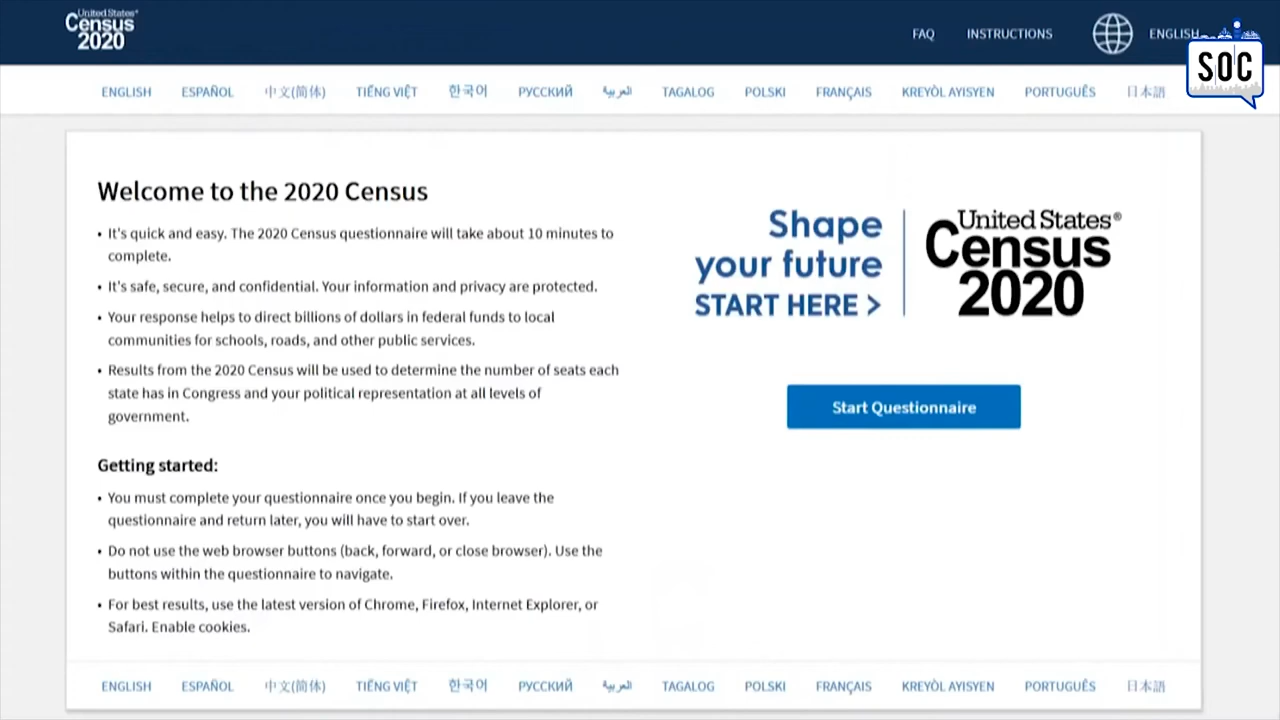 United States®
Census
2020
FAQ INSTRUCTIONS ENGLISH
SOC
ENGLISH ESPAÑOL 中文(简体) TIẾNG VIỆT 한국어 РУССКИЙ العربية TAGALOG POLSKI FRANÇAIS KREYÒL AYISYEN PORTUGUÊS 日本語
Welcome to the 2020 Census
• It's quick and easy. The 2020 Census questionnaire will take about 10 minutes to
complete.
• It's safe, secure, and confidential. Your information and privacy are protected.
• Your response helps to direct billions of dollars in federal funds to local
communities for schools, roads, and other public services.
• Results from the 2020 Census will be used to determine the number of seats each
state has in Congress and your political representation at all levels of
government.
Getting started:
• You must complete your questionnaire once you begin. If you leave the
questionnaire and return later, you will have to start over.
• Do not use the web browser buttons (back, forward, or close browser). Use the
buttons within the questionnaire to navigate.
• For best results, use the latest version of Chrome, Firefox, Internet Explorer, or
Safari. Enable cookies.
Shape
your future
START HERE >
United States®
Census
2020
Start Questionnaire
ENGLISH ESPAÑOL 中文(简体) TIẾNG VIỆT 한국어 РУССКИЙ العربية TAGALOG POLSKI FRANÇAIS KREYÒL AYISYEN PORTUGUÊS 日本語